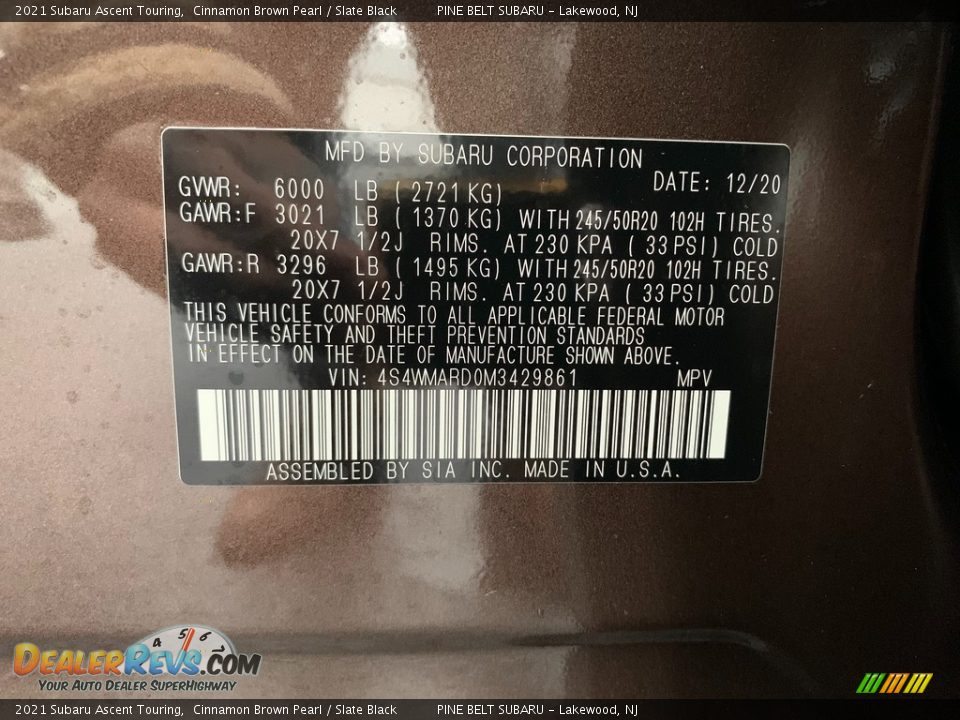 2021 Subaru Ascent Touring, Cinnamon Brown Pearl / Slate Black PINE BELT SUBARU - Lakewood, NJ
MFD BY SUBARU CORPORATION
GVWR: 6000 LB ( 2721 KG) DATE: 12/20
GAWR:F 3021 LB ( 1370 KG) WITH 245/50R20 102H TIRES.
20X7 1/2J RIMS. AT 230 KPA ( 33 PSI) COLD
GAWR:R 3296 LB ( 1495 KG) WITH 245/50R20 102H TIRES.
20X7 1/2J RIMS. AT 230 KPA ( 33 PSI) COLD
THIS VEHICLE CONFORMS TO ALL APPLICABLE FEDERAL MOTOR
VEHICLE SAFETY AND THEFT PREVENTION STANDARDS
IN EFFECT ON THE DATE OF MANUFACTURE SHOWN ABOVE.
VIN: 4S4WMARD0M3429861 MPV
ASSEMBLED BY SIA INC. MADE IN U.S.A.
4 5 6 7
DEALERREVS.COM
YOUR AUTO DEALER SUPERHIGHWAY
2021 Subaru Ascent Touring, Cinnamon Brown Pearl / Slate Black PINE BELT SUBARU - Lakewood, NJ